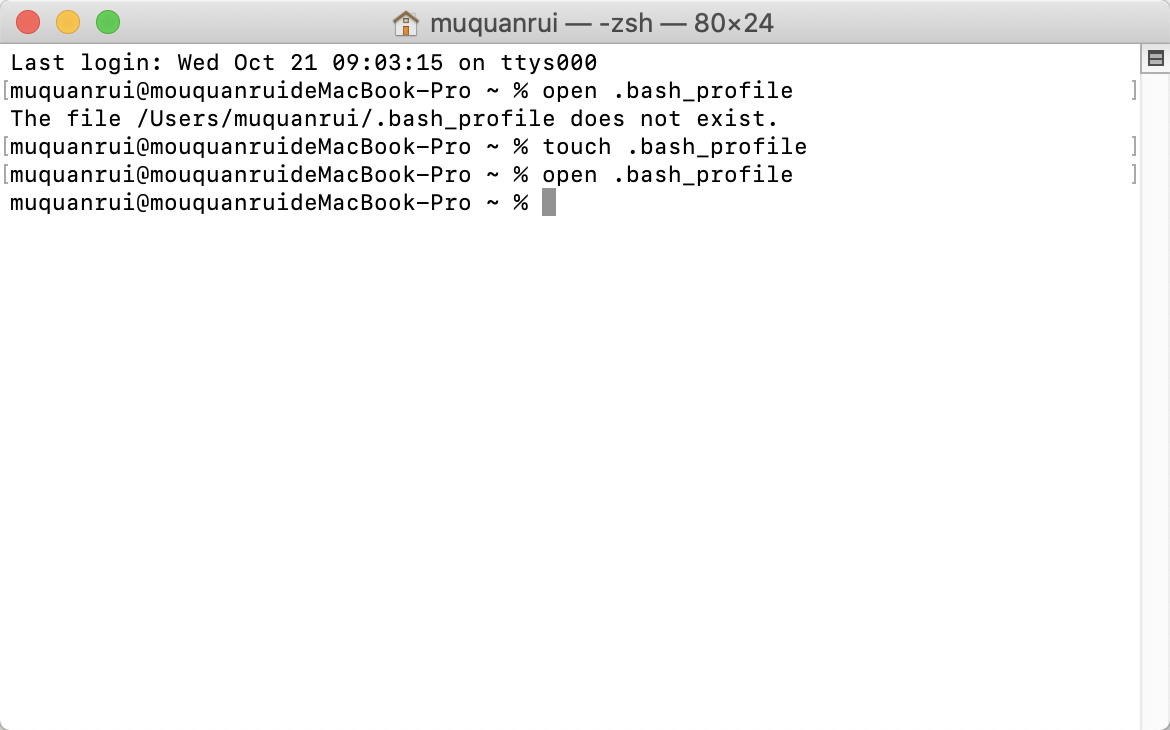 muquanrui — -zsh — 80×24
Last login: Wed Oct 21 09:03:15 on ttys000
[muquanrui@mouquanruideMacBook-Pro ~ % open .bash_profile ]
The file /Users/muquanrui/.bash_profile does not exist.
[muquanrui@mouquanruideMacBook-Pro ~ % touch .bash_profile ]
[muquanrui@mouquanruideMacBook-Pro ~ % open .bash_profile ]
muquanrui@mouquanruideMacBook-Pro ~ %